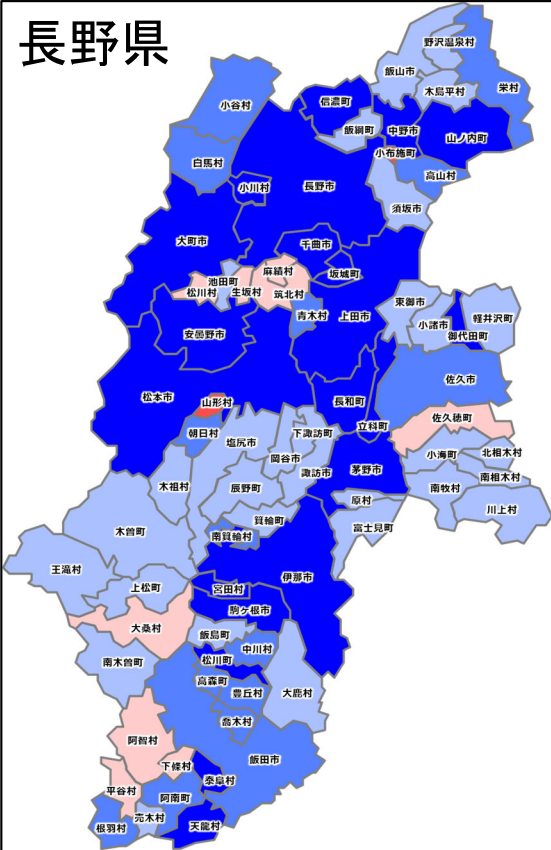 長野県
野沢温泉村
飯山市
木島平村
栄村
信濃町
小谷村
飯綱町
中野市
山ノ内町
小布施町
白馬村
高山村
小川村
長野市
須坂市
大町市
千曲市
麻績村
坂城町
池田町
松川村
生坂村
筑北村
東御市
軽井沢町
青木村
上田市
小諸市
御代田町
安曇野市
佐久市
松本市
山形村
長和町
佐久穂町
立科町
朝日村
下諏訪町
塩尻市
小海町
北相木村
岡谷市
諏訪市
茅野市
南相木村
木祖村
辰野町
南牧村
原村
川上村
箕輪町
富士見町
木曽町
南箕輪村
王滝村
伊那市
上松町
宮田村
駒ヶ根市
大桑村
飯島町
中川村
南木曽町
松川町
高森町
豊丘村
大鹿村
喬木村
阿智村
飯田市
下條村
泰阜村
平谷村
阿南町
売木村
根羽村
天龍村